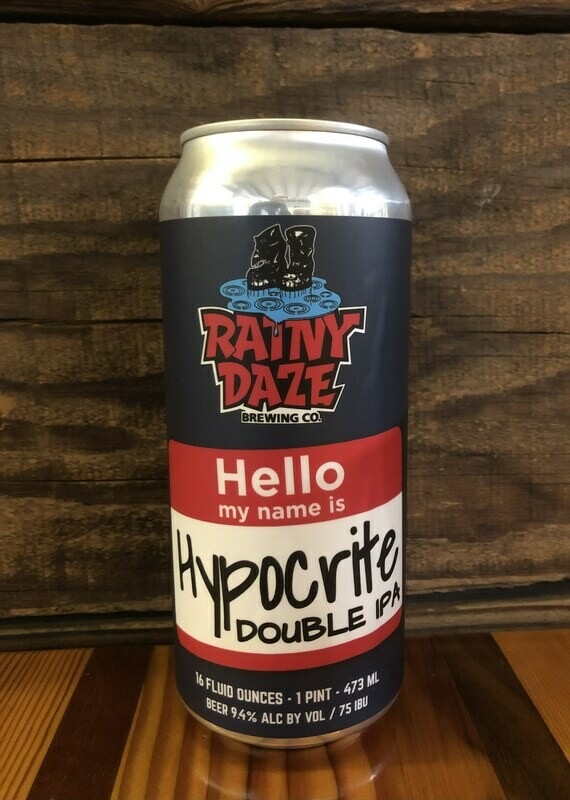 RAINY
DAZE
BREWING CO.
Hello
my name is
Hypocrite
DOUBLE IPA
16 FLUID OUNCES - 1 PINT - 473 ML
BEER 9.4% ALC BY VOL / 75 IBU